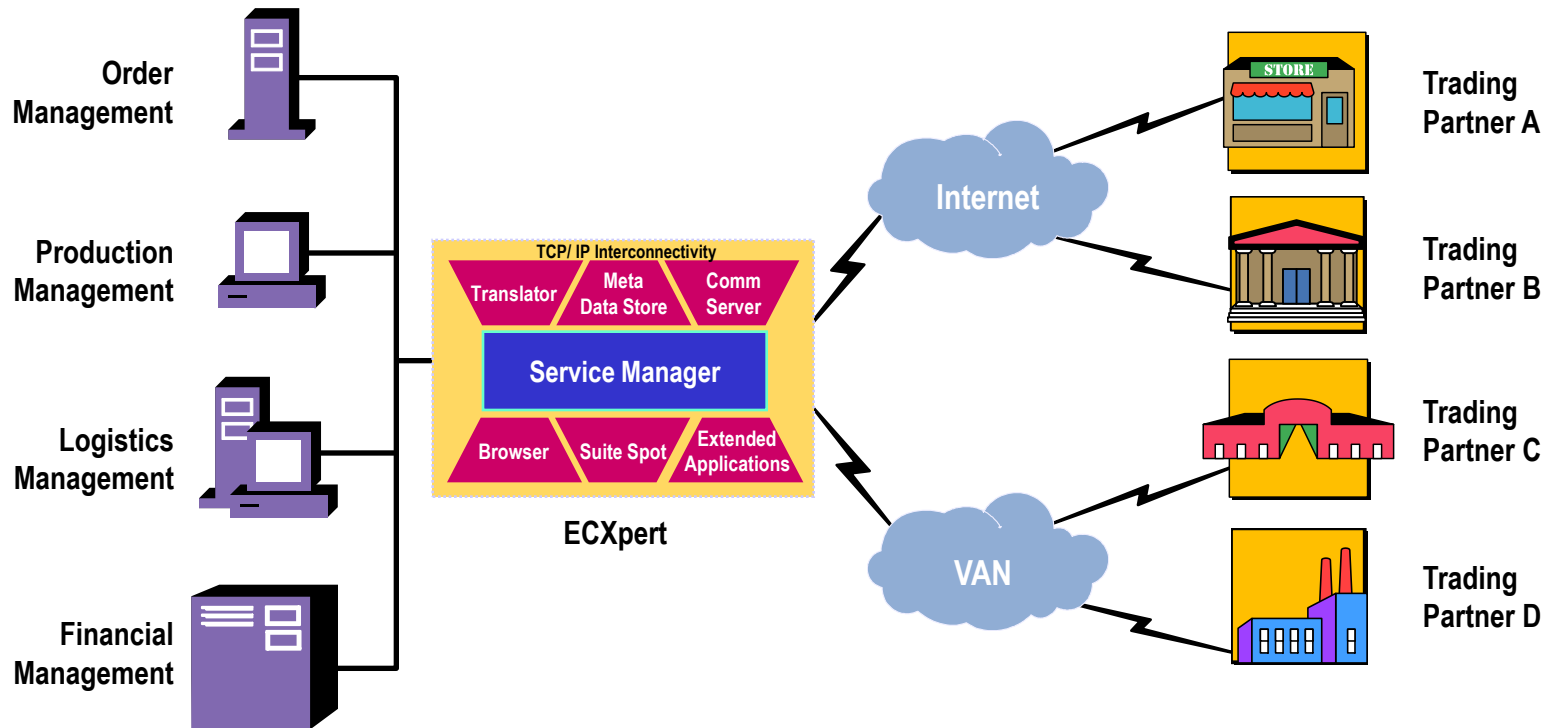 Order
Management
Production
Management
Logistics
Management
Financial
Management
TCP/ IP Interconnectivity
Translator
Meta
Data Store
Comm
Server
Service Manager
Browser
Suite Spot
Extended
Applications
ECXpert
Internet
VAN
STORE
Trading
Partner A
Trading
Partner B
Trading
Partner C
Trading
Partner D